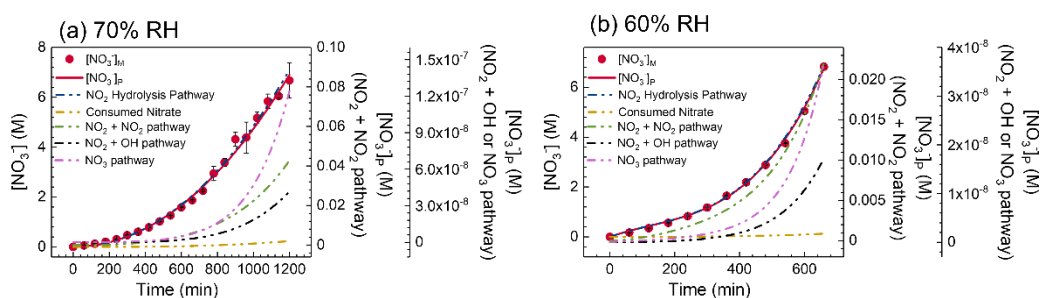 (a) 70% RH
[NO₃⁻] (M)
8
6
4
2
0
[NO₃⁻]M
[NO₃⁻]P
NO₂ Hydrolysis Pathway
Consumed Nitrate
NO₂ + NO₂ pathway
NO₂ + OH pathway
NO₃ pathway
0 200 400 600 800 1000 1200
Time (min)
0.10
0.08
0.06
0.04
0.02
0.00
[NO₃⁻]P (M)
(NO₂ + NO₂ pathway)
1.5x10⁻⁷
1.2x10⁻⁷
9.0x10⁻⁸
6.0x10⁻⁸
3.0x10⁻⁸
0
[NO₃⁻]P (M)
(NO₂ + OH or NO₃ pathway)
(b) 60% RH
[NO₃⁻] (M)
6
4
2
0
[NO₃⁻]M
[NO₃⁻]P
NO₂ Hydrolysis Pathway
Consumed Nitrate
NO₂ + NO₂ pathway
NO₂ + OH pathway
NO₃ pathway
0 200 400 600
Time (min)
0.020
0.015
0.010
0.005
0.000
[NO₃⁻]P (M)
(NO₂ + NO₂ pathway)
4x10⁻⁸
3x10⁻⁸
2x10⁻⁸
1x10⁻⁸
0
[NO₃⁻]P (M)
(NO₂ + OH or NO₃ pathway)